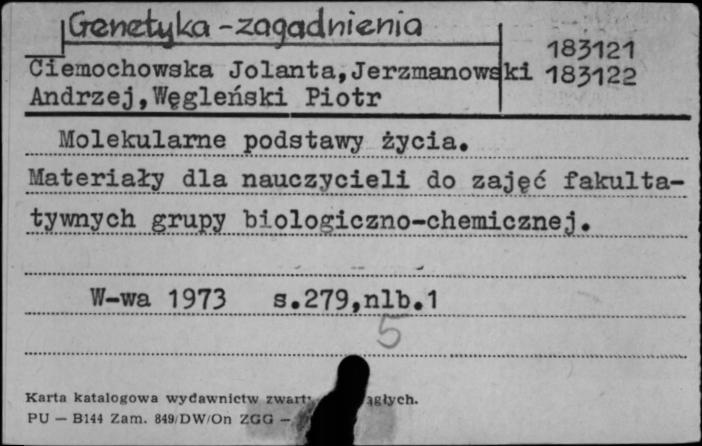 Genetyka - zagadnienia
183121
Ciemochowska Jolanta,Jerzmanowski 183122
Andrzej,Węgleński Piotr
Molekularne podstawy życia.
Materiały dla nauczycieli do zajęć fakulta-
tywnych grupy biologiczno-chemicznej.
W-wa 1973 s.279,nlb.1
5
Karta katalogowa wydawnictw
PU — B144 Zam. 849/DW/On ZGG —